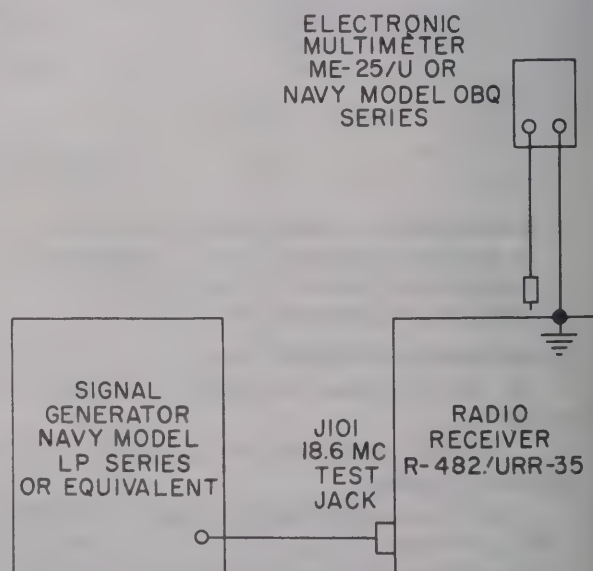 ELECTRONIC
MULTIMETER
ME-25/U OR
NAVY MODEL OBQ
SERIES
SIGNAL
GENERATOR
NAVY MODEL
LP SERIES
OR EQUIVALENT
J101
18.6 MC
TEST
JACK
RADIO
RECEIVER
R-482/URR-35